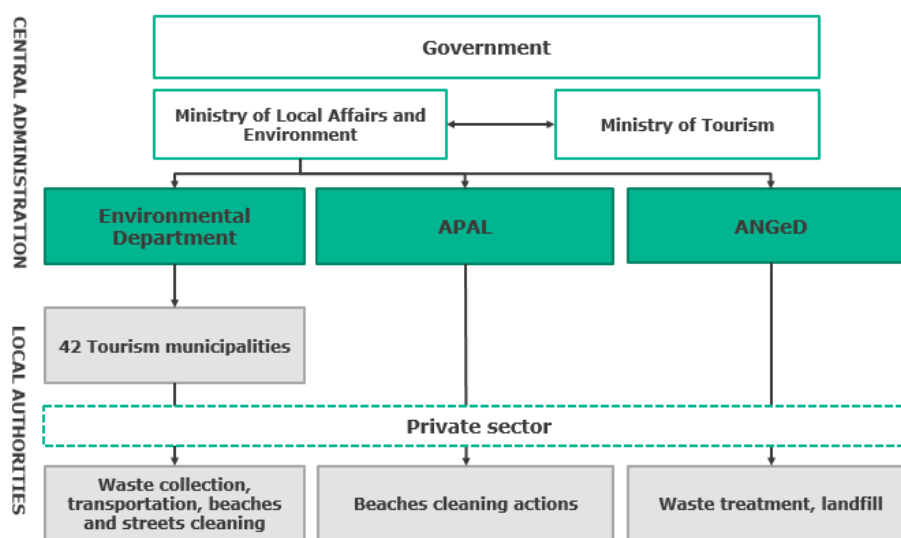 CENTRAL ADMINISTRATION
Government
Ministry of Local Affairs and
Environment
Ministry of Tourism
Environmental
Department
APAL
ANGeD
LOCAL AUTHORITIES
42 Tourism municipalities
Private sector
Waste collection,
transportation, beaches
and streets cleaning
Beaches cleaning actions
Waste treatment, landfill